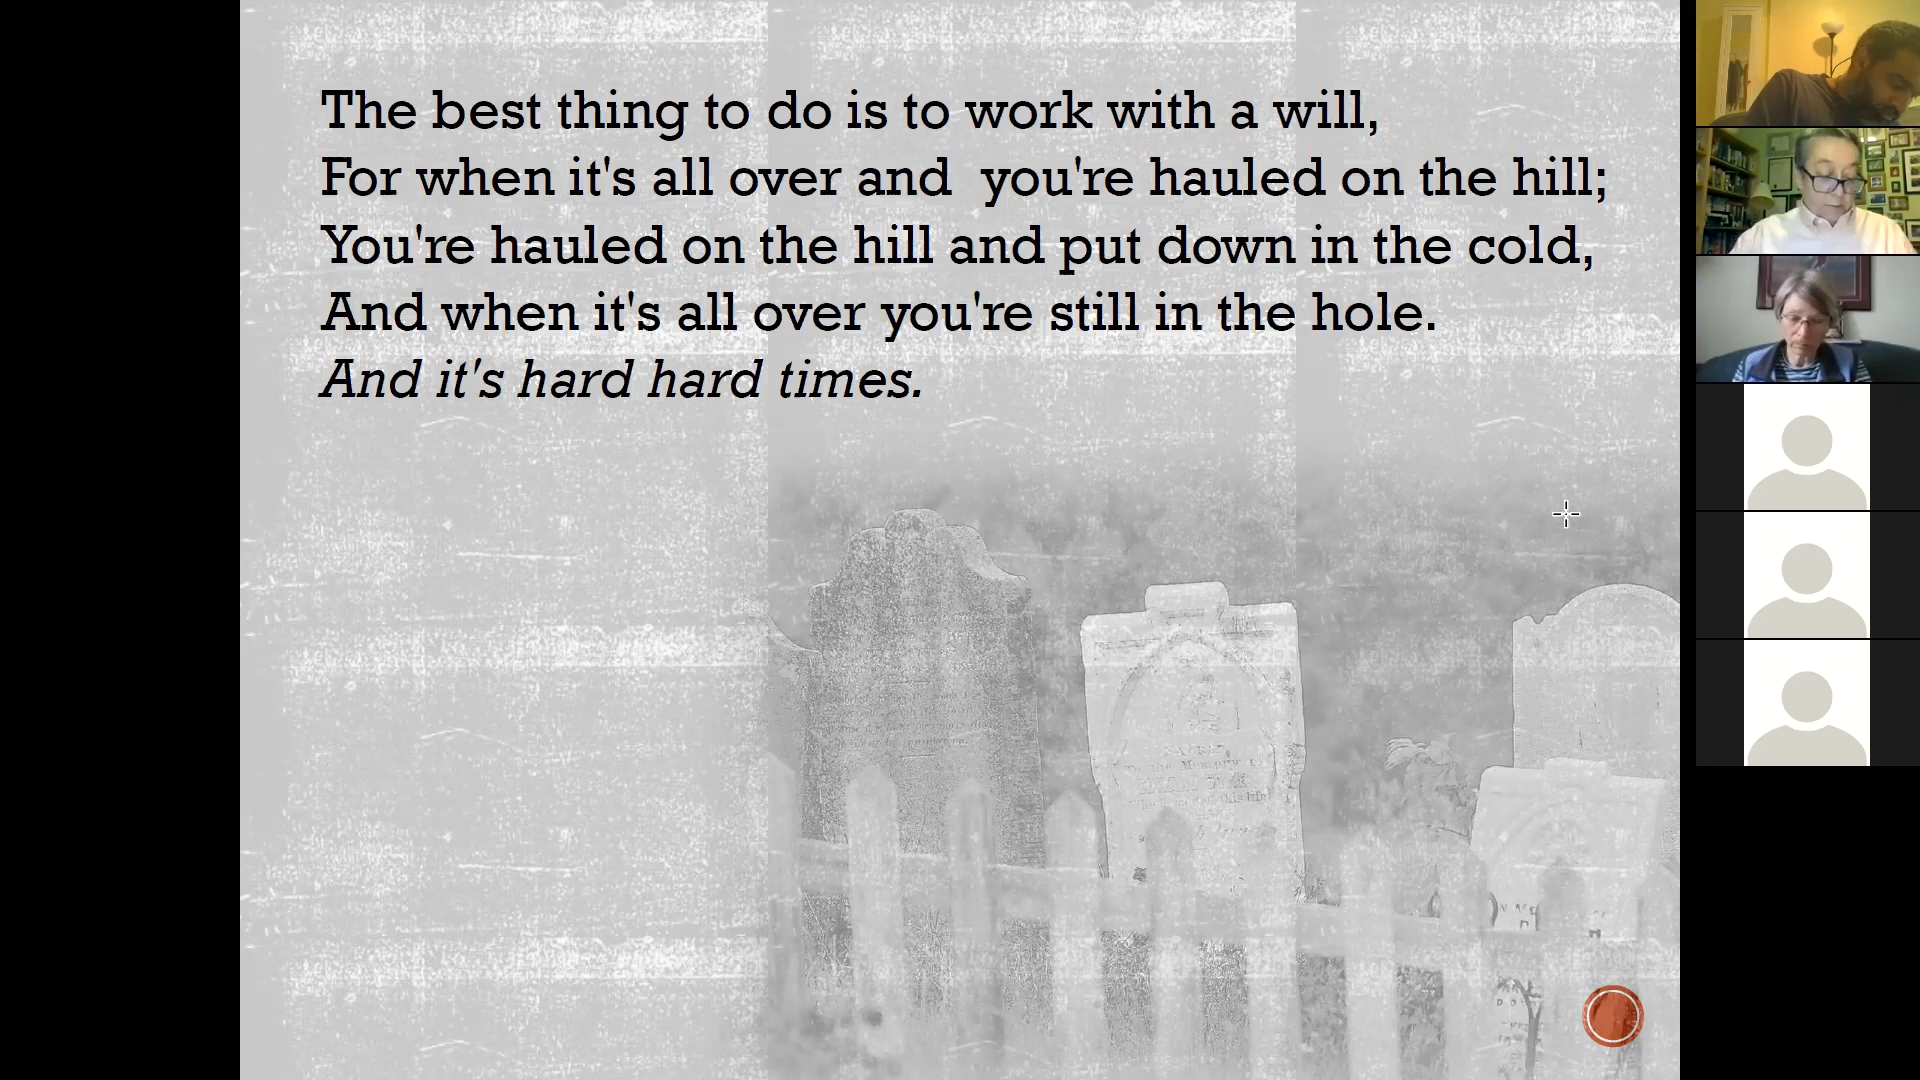 The best thing to do is to work with a will,
For when it's all over and  you're hauled on the hill;
You're hauled on the hill and put down in the cold,
And when it's all over you're still in the hole.
And it's hard hard times.